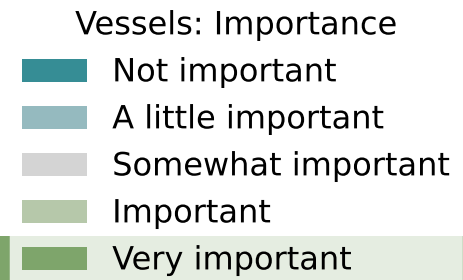 Vessels: Importance
Not important
A little important
Somewhat important
Important
Very important